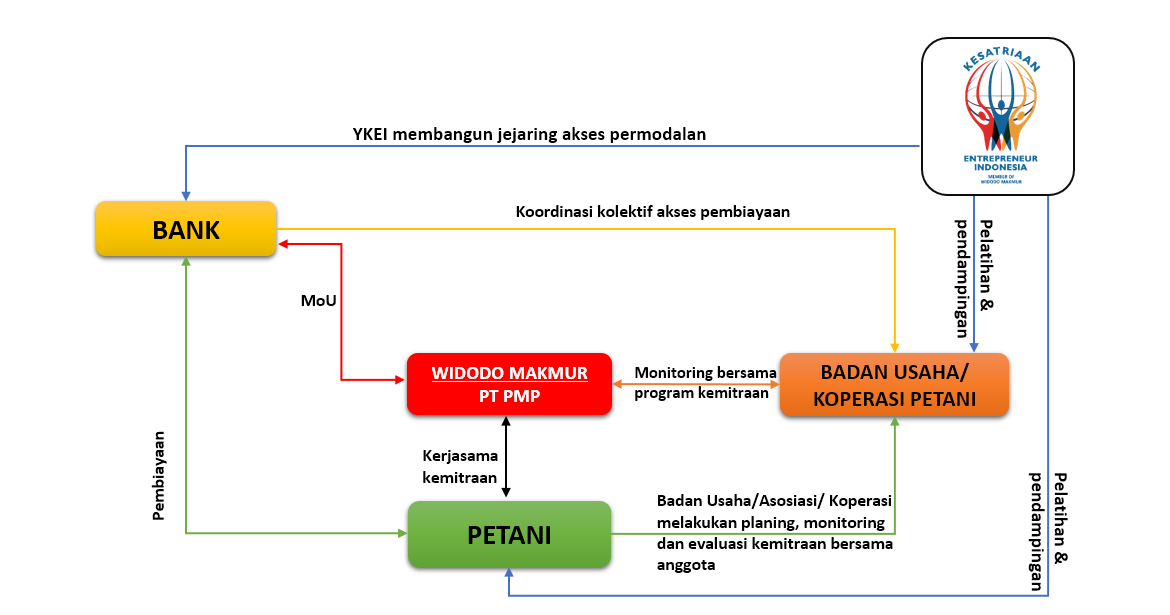 KESATRIAAN
ENTREPRENEUR
INDONESIA
MEMBER OF
WIDODO MAKMUR
YKEI membangun jejaring akses permodalan
BANK
Koordinasi kolektif akses pembiayaan
Pelatihan &
pendampingan
MoU
WIDODO MAKMUR
PT PMP
Monitoring bersama
program kemitraan
BADAN USAHA/
KOPERASI PETANI
Pembiayaan
Kerjasama
kemitraan
PETANI
Badan Usaha/Asosiasi/ Koperasi
melakukan planing, monitoring
dan evaluasi kemitraan bersama
anggota
Pelatihan &
pendampingan